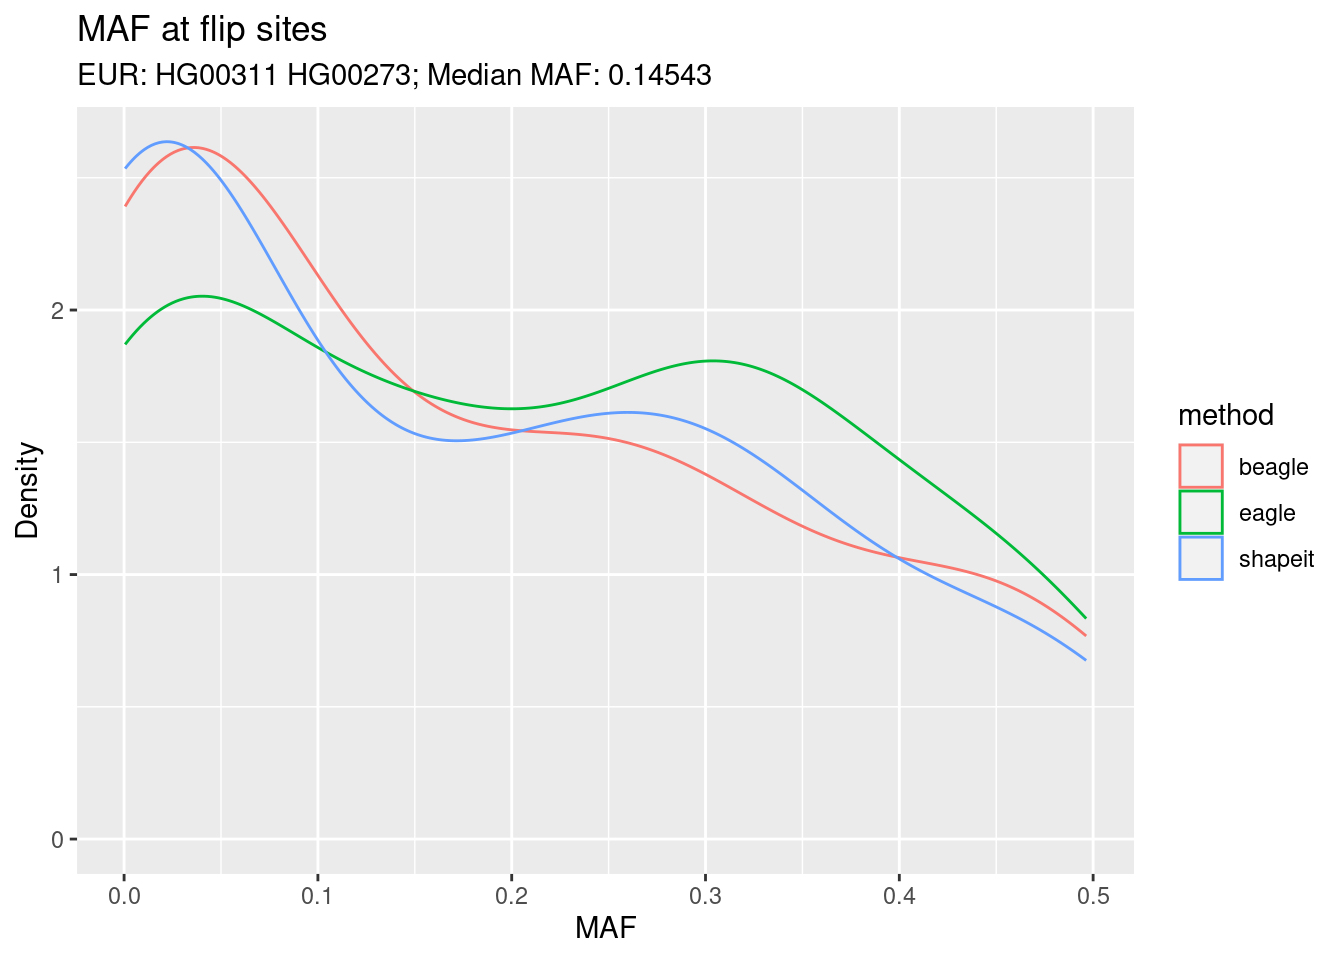 MAF at flip sites
EUR: HG00311 HG00273; Median MAF: 0.14543
Density
2
1
0
0.0 0.1 0.2 0.3 0.4 0.5
MAF
method
beagle
eagle
shapeit